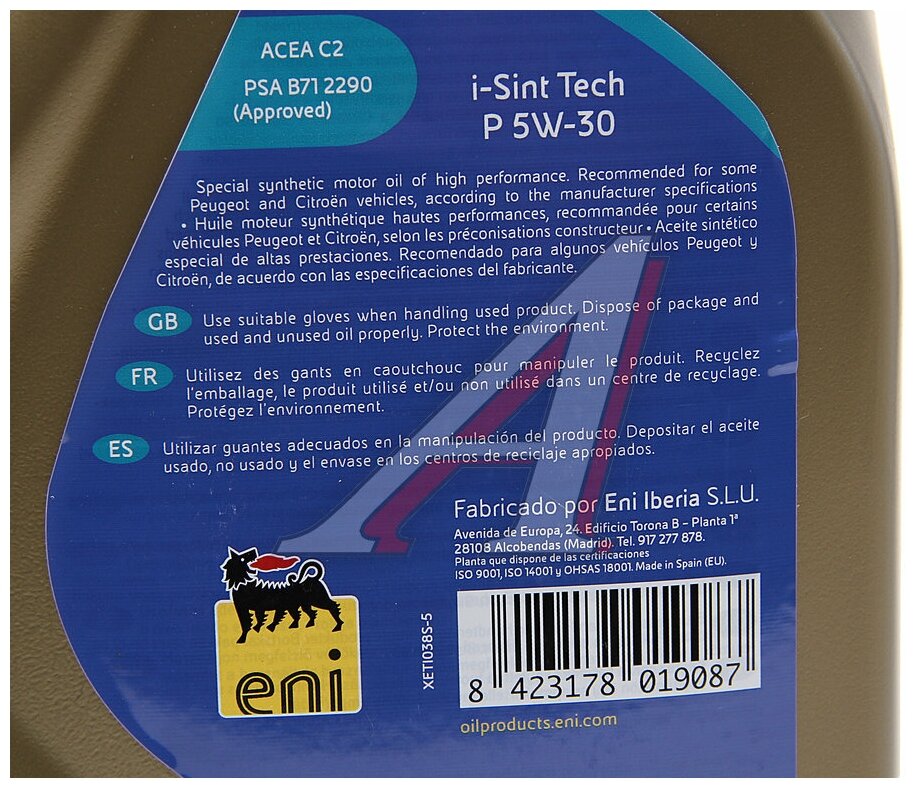 ACEA C2
PSA B71 2290
(Approved)
i-Sint Tech
P 5W-30
Special synthetic motor oil of high performance. Recommended for some
Peugeot and Citroën vehicles, according to the manufacturer specifications
• Huile moteur synthétique hautes performances, recommandée pour certains
véhicules Peugeot et Citroën, selon les préconisations constructeur • Aceite sintético
especial de altas prestaciones. Recomendado para algunos vehículos Peugeot y
Citroën, de acuerdo con las especificaciones del fabricante.
GB Use suitable gloves when handling used product. Dispose of package and
used and unused oil properly. Protect the environment.
FR Utilisez des gants en caoutchouc pour manipuler le produit. Recyclez
l'emballage, le produit utilisé et/ou non utilisé dans un centre de recyclage.
Protégez l'environnement.
ES Utilizar guantes adecuados en la manipulación del producto. Depositar el aceite
usado, no usado y el envase en los centros de reciclaje apropiados.
Fabricado por Eni Iberia S.L.U.
Avenida de Europa, 24. Edificio Torona B - Planta 1ª
28108 Alcobendas (Madrid). Tel. 917 277 878.
Planta que dispone de las certificaciones
ISO 9001, ISO 14001 y OHSAS 18001. Made in Spain (EU).
eni
XETI038S-5
8 423178 019087
oilproducts.eni.com